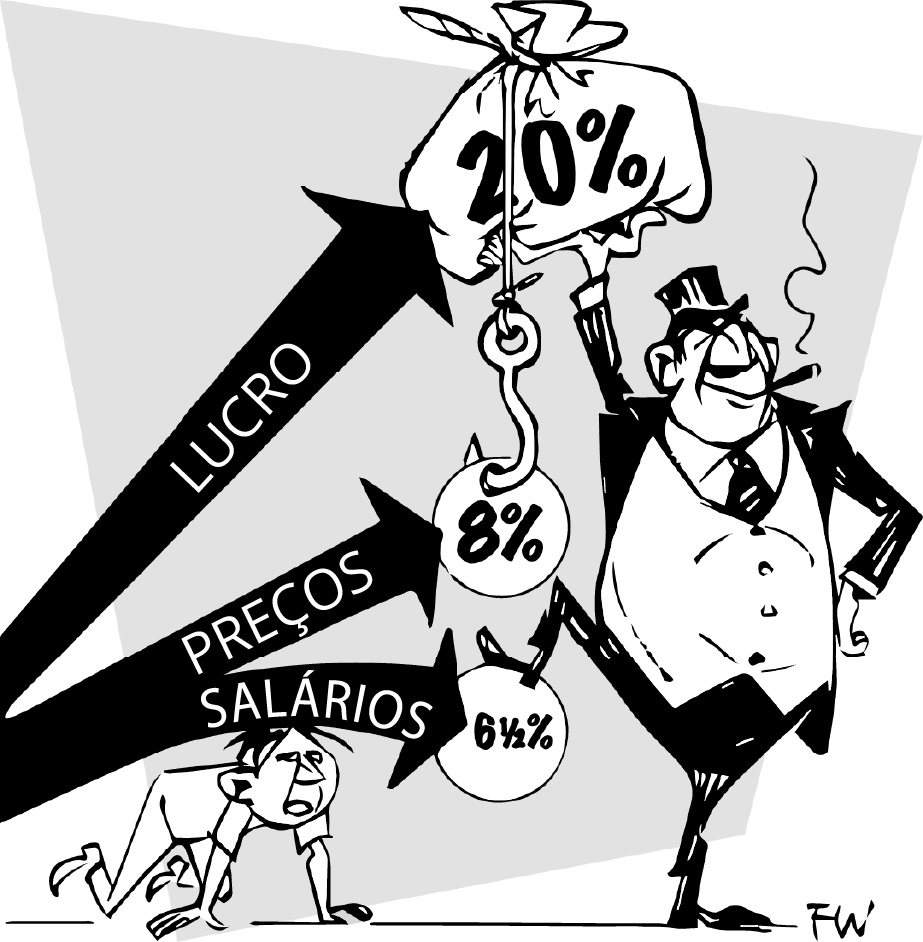 20%
LUCRO
8%
PREÇOS
SALÁRIOS
6½%
FW